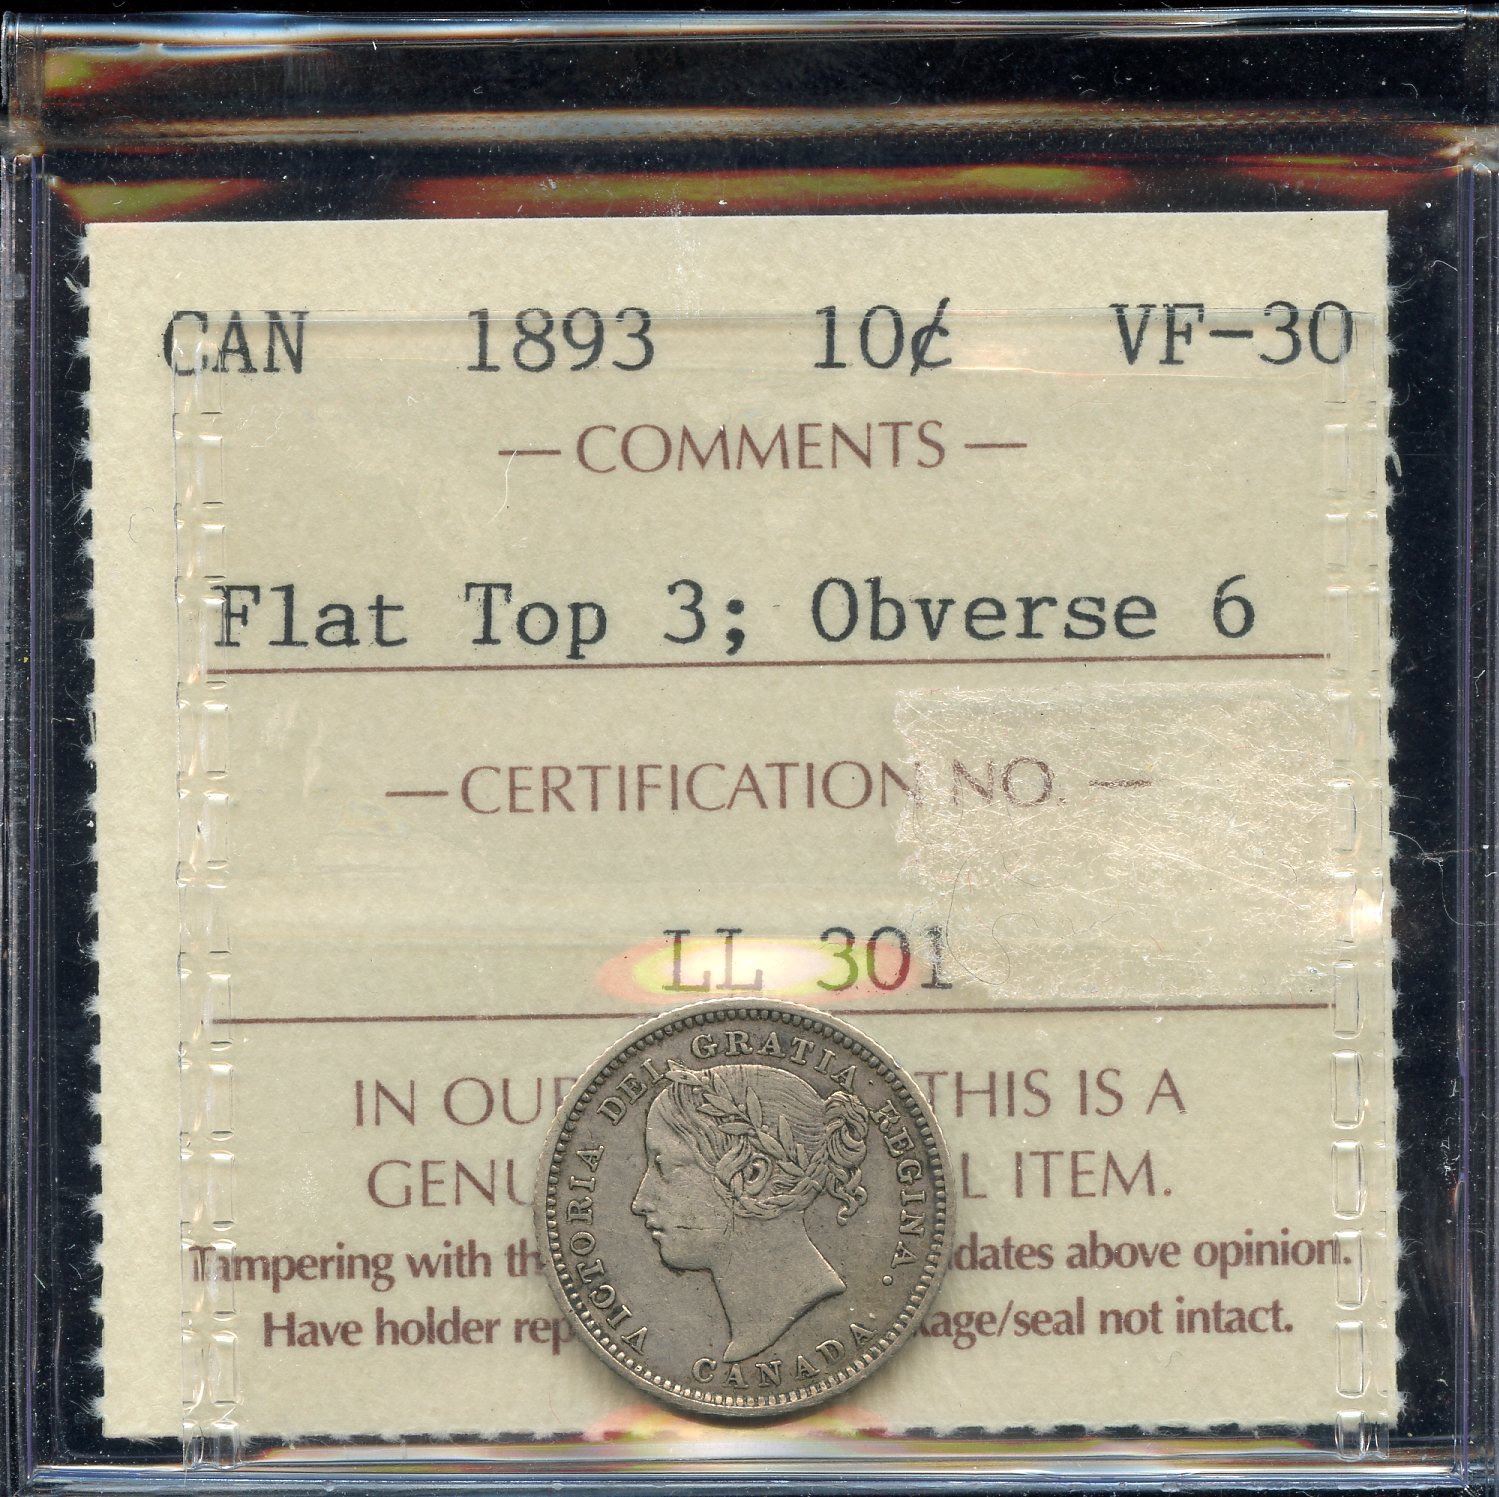 CAN 1893 10¢ VF-30
— COMMENTS —
Flat Top 3; Obverse 6
— CERTIFICATION NO. —
LL 301
IN OUR THIS IS A
GENU L ITEM.
Tampering with th dates above opinion.
Have holder rep kage/seal not intact.
VICTORIA DEI GRATIA REGINA.
CANADA.